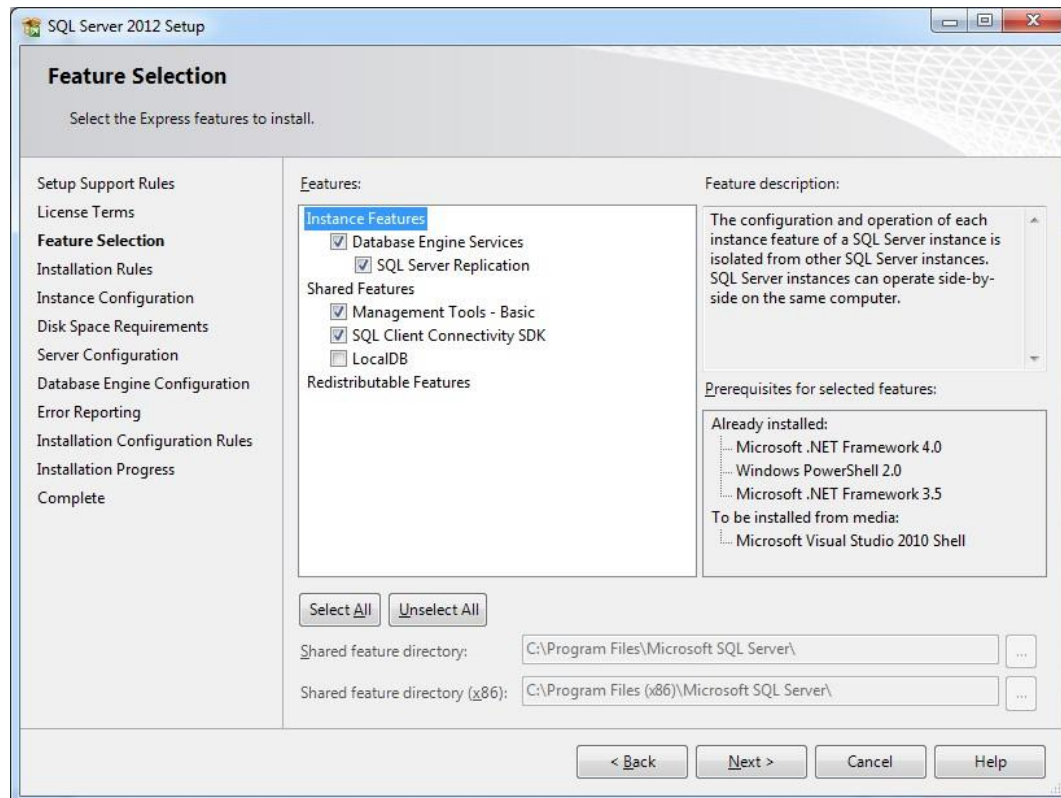 SQL Server 2012 Setup
Feature Selection
Select the Express features to install.
Setup Support Rules
License Terms
Feature Selection
Installation Rules
Instance Configuration
Disk Space Requirements
Server Configuration
Database Engine Configuration
Error Reporting
Installation Configuration Rules
Installation Progress
Complete
Features:
Instance Features
Database Engine Services
SQL Server Replication
Shared Features
Management Tools - Basic
SQL Client Connectivity SDK
LocalDB
Redistributable Features
Feature description:
The configuration and operation of each
instance feature of a SQL Server instance is
isolated from other SQL Server instances.
SQL Server instances can operate side-by-
side on the same computer.
Prerequisites for selected features:
Already installed:
Microsoft .NET Framework 4.0
Windows PowerShell 2.0
Microsoft .NET Framework 3.5
To be installed from media:
Microsoft Visual Studio 2010 Shell
Select All
Unselect All
Shared feature directory:
C:\Program Files\Microsoft SQL Server\
...
Shared feature directory (x86):
C:\Program Files (x86)\Microsoft SQL Server\
...
< Back
Next >
Cancel
Help